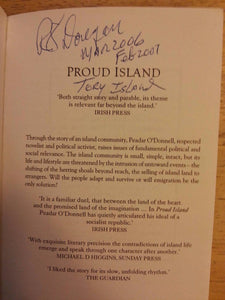 MAR 2006
Feb 2007
PROUD ISLAND
Tory Island
'Both straight story and parable, its theme
is relevant far beyond the island.'
IRISH PRESS
Through the story of an island community, Peadar O'Donnell, respected
novelist and political activist, raises issues of fundamental political and
social relevance. The island community is small, simple, intact, but its
life and lifestyle are threatened by the intrusion of untoward events – the
shifting of the herring shoals beyond reach, the selling of island land to
strangers. Will the people adapt and survive or will emigration be the
only solution?
'It is a familiar duel, that between the land of the heart
and the promised land of the imagination ... In Proud Island
Peadar O'Donnell has quietly articulated his ideal of a
socialist republic.'
IRISH PRESS
'With exquisite literary precision the contradictions of island life
emerge and speak through one character after another.'
MICHAEL D HIGGINS, SUNDAY PRESS
'I liked the story for its slow, unfolding rhythm.'
THE GUARDIAN